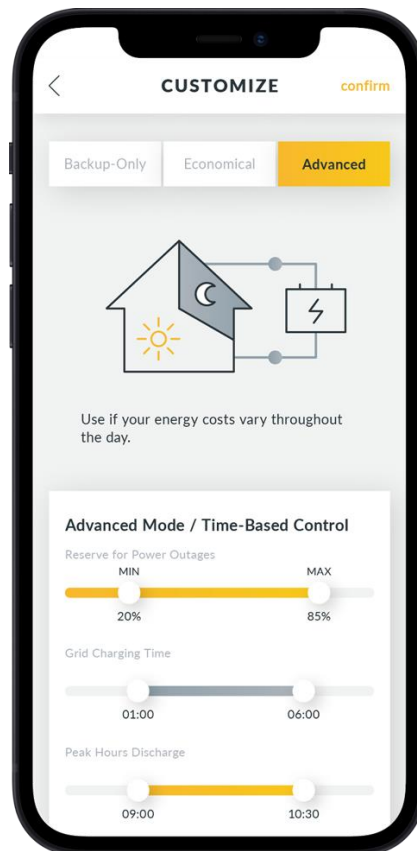 CUSTOMIZE
confirm
Backup-Only
Economical
Advanced
Use if your energy costs vary throughout
the day.
Advanced Mode / Time-Based Control
Reserve for Power Outages
MIN
MAX
20%
85%
Grid Charging Time
01:00
06:00
Peak Hours Discharge
09:00
10:30